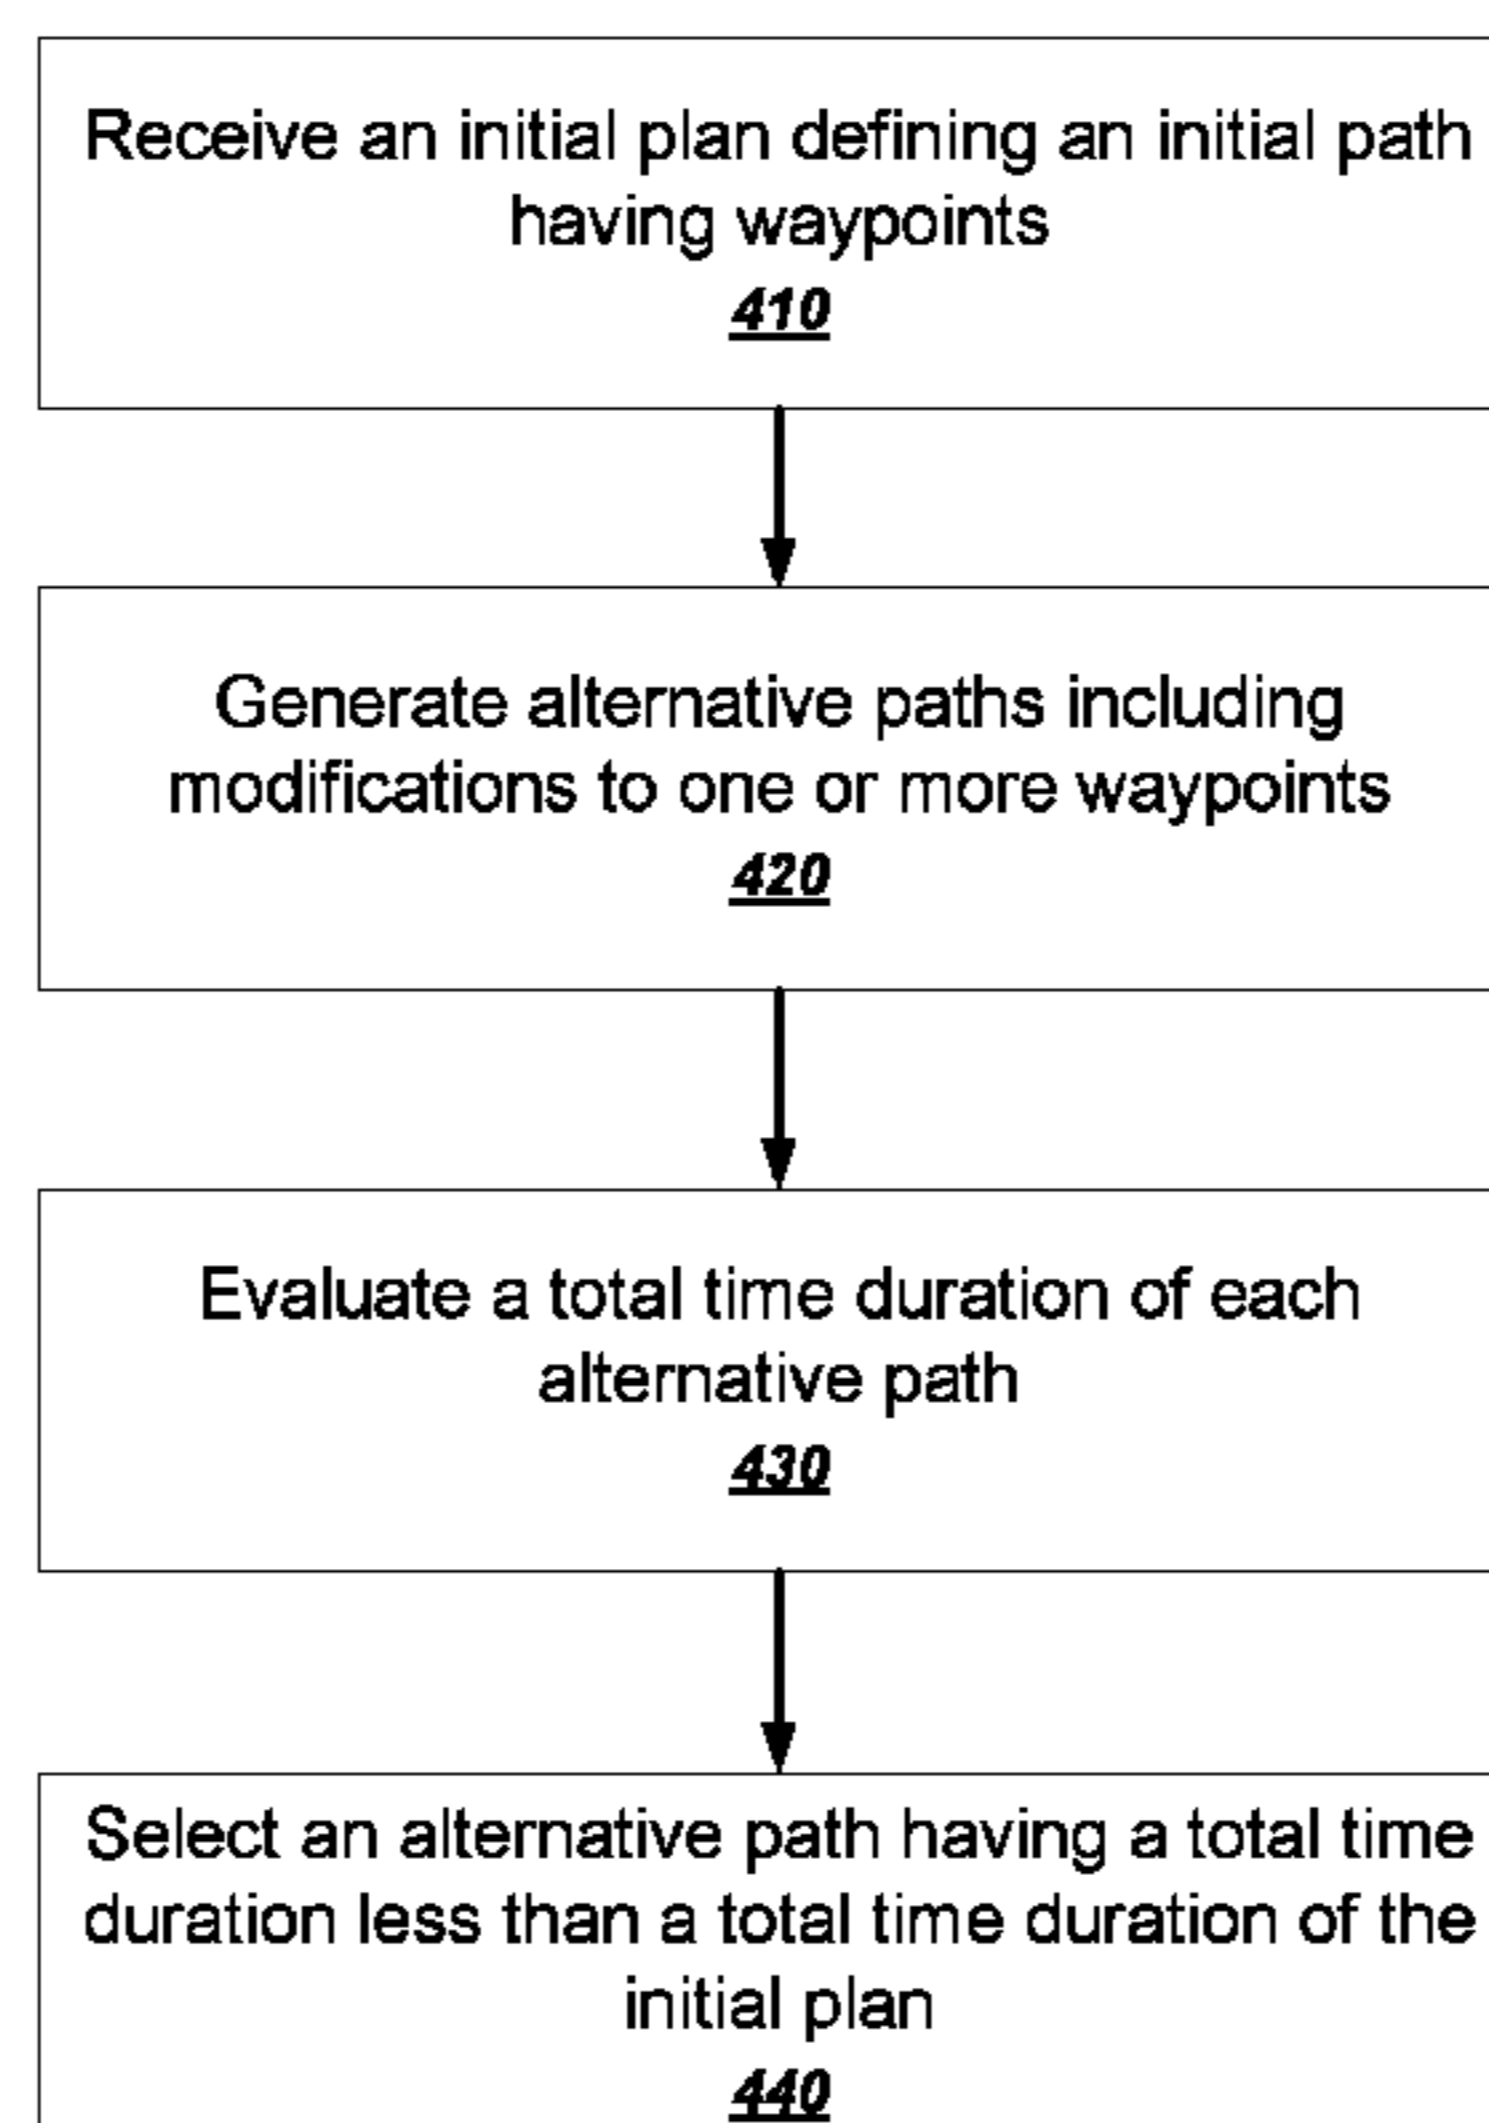 Receive an initial plan defining an initial path
having waypoints
410
Generate alternative paths including
modifications to one or more waypoints
420
Evaluate a total time duration of each
alternative path
430
Select an alternative path having a total time
duration less than a total time duration of the
initial plan
440